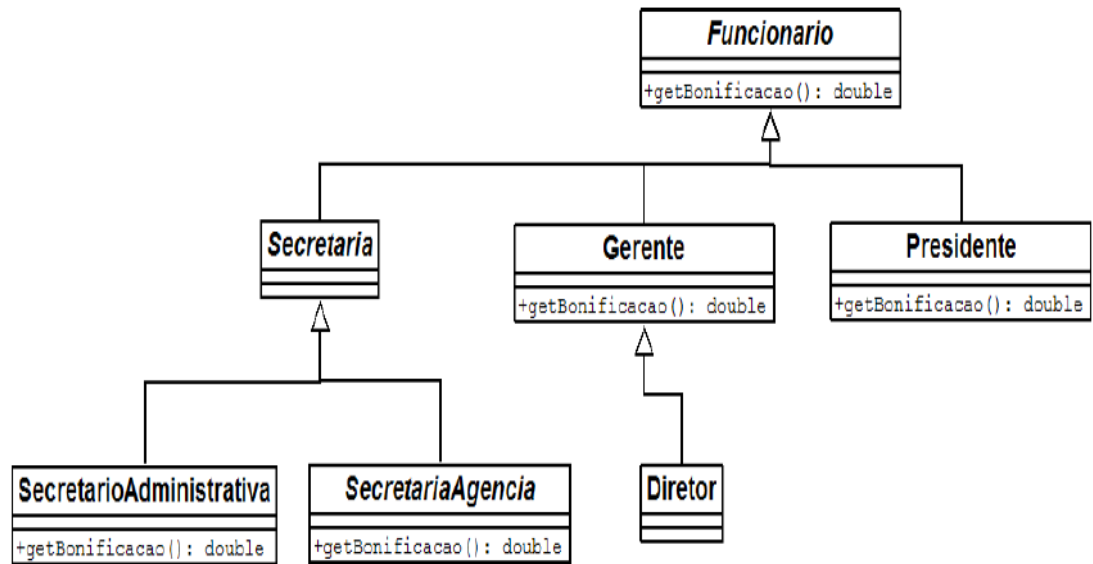 Funcionario
+getBonificacao(): double
Secretaria
Gerente
+getBonificacao(): double
Presidente
+getBonificacao(): double
SecretarioAdministrativa
+getBonificacao(): double
SecretariaAgencia
+getBonificacao(): double
Diretor